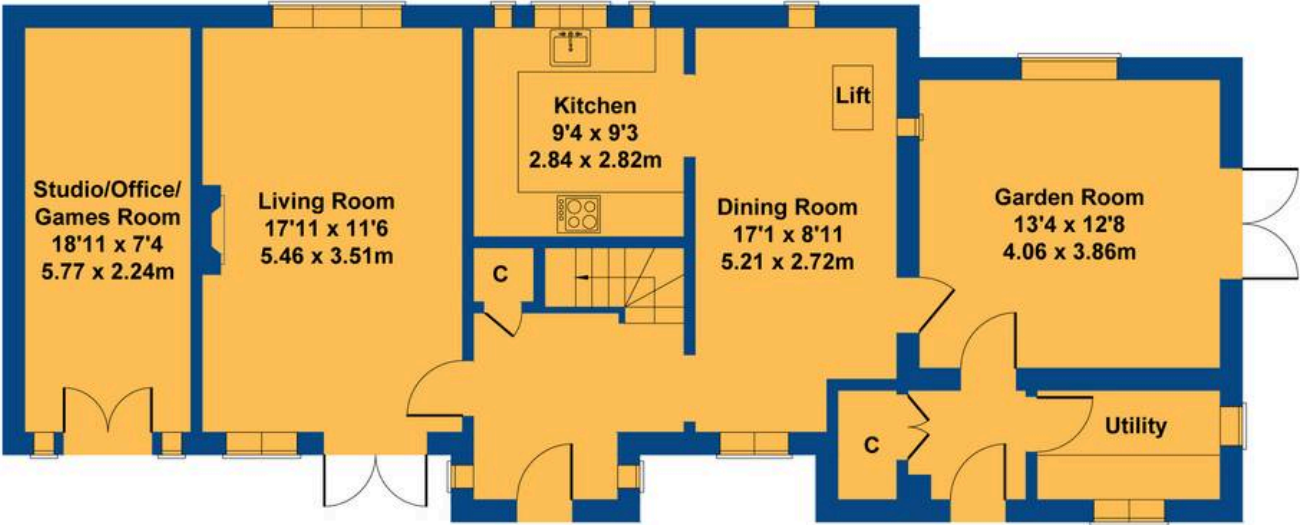 Studio/Office/
Games Room
18'11 x 7'4
5.77 x 2.24m
Living Room
17'11 x 11'6
5.46 x 3.51m
Kitchen
9'4 x 9'3
2.84 x 2.82m
C
Dining Room
17'1 x 8'11
5.21 x 2.72m
Lift
Garden Room
13'4 x 12'8
4.06 x 3.86m
C
Utility